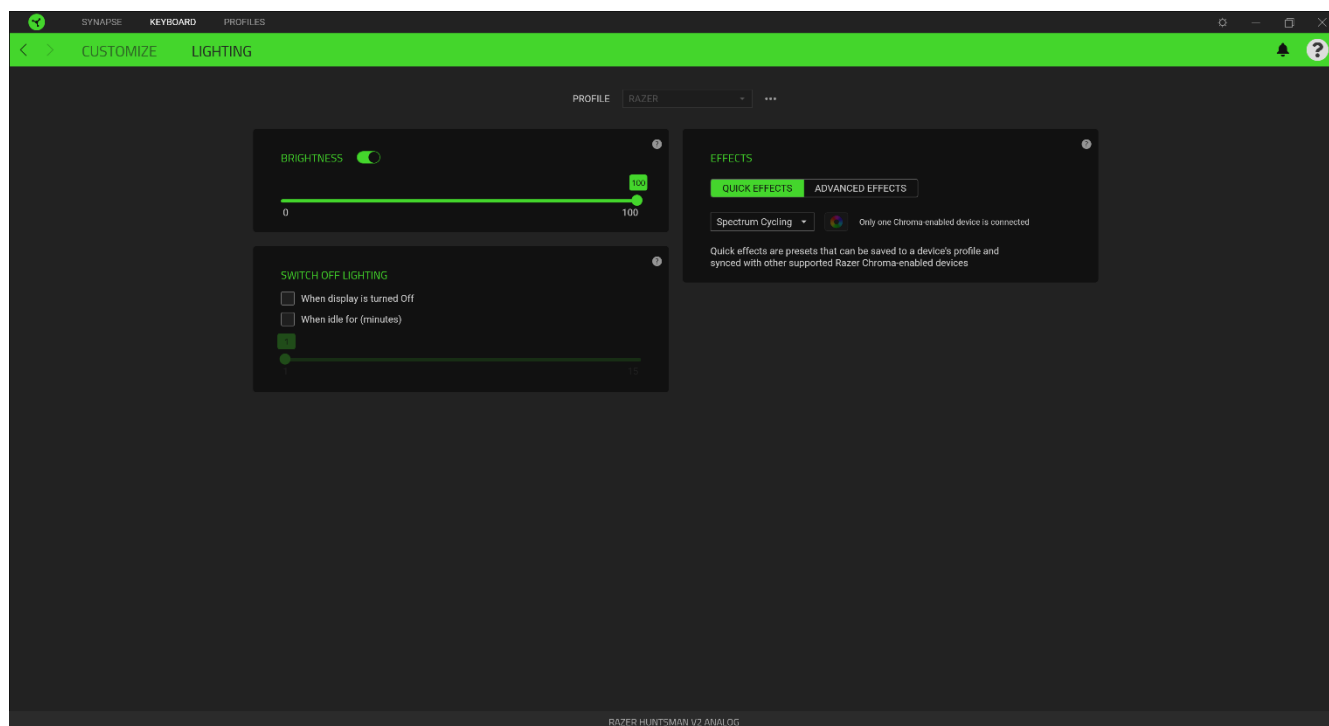 SYNAPSE KEYBOARD PROFILES
CUSTOMIZE LIGHTING
?
PROFILE RAZER
BRIGHTNESS
?
100
0 100
SWITCH OFF LIGHTING
?
When display is turned Off
When idle for (minutes)
1
1 15
EFFECTS
?
QUICK EFFECTS ADVANCED EFFECTS
Spectrum Cycling Only one Chroma-enabled device is connected
Quick effects are presets that can be saved to a device's profile and
synced with other supported Razer Chroma-enabled devices
RAZER HUNTSMAN V2 ANALOG